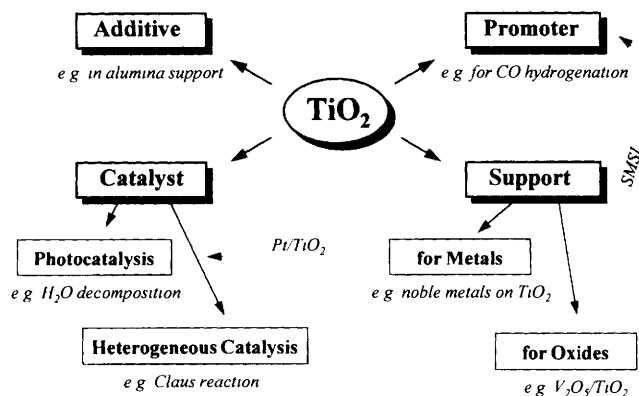 Additive
e g in alumina support
Promoter
e g for CO hydrogenation
TiO2
SMSI
Catalyst
Support
Photocatalysis
e g H2O decomposition
Pt/TiO2
for Metals
e g noble metals on TiO2
Heterogeneous Catalysis
e g Claus reaction
for Oxides
e g V2O5/TiO2